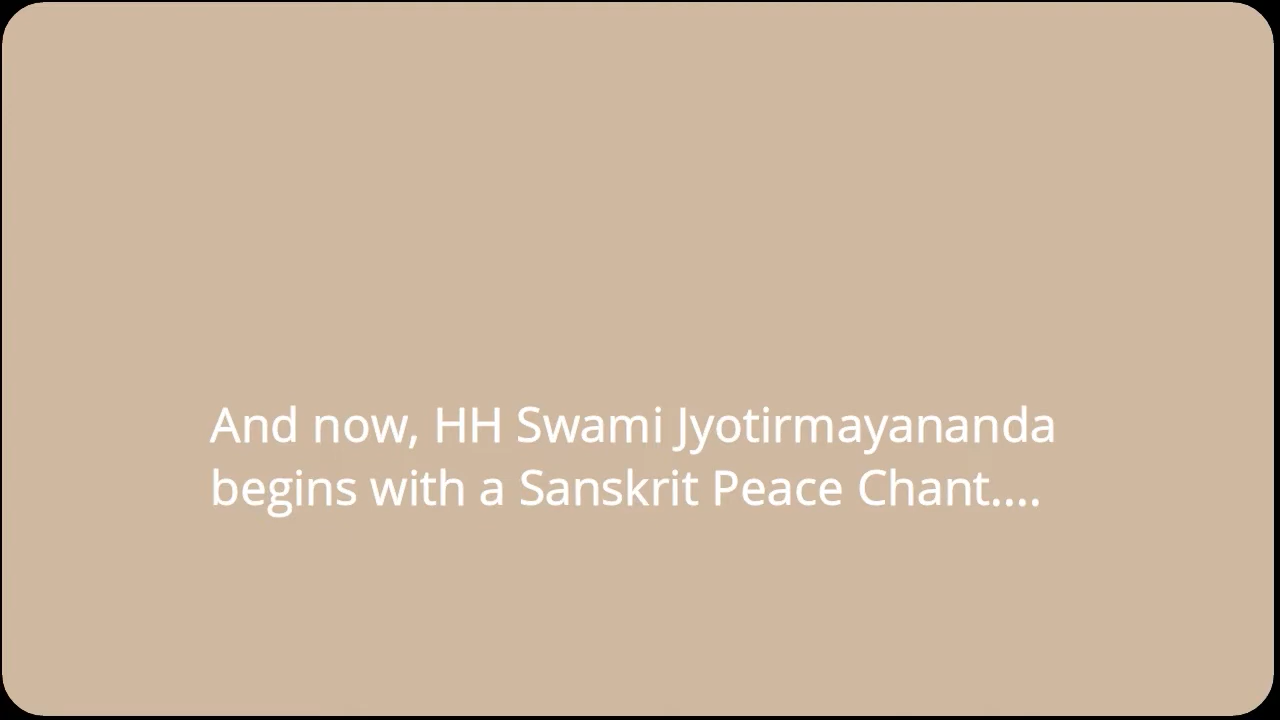 And now, HH Swami Jyotirmayananda
begins with a Sanskrit Peace Chant....